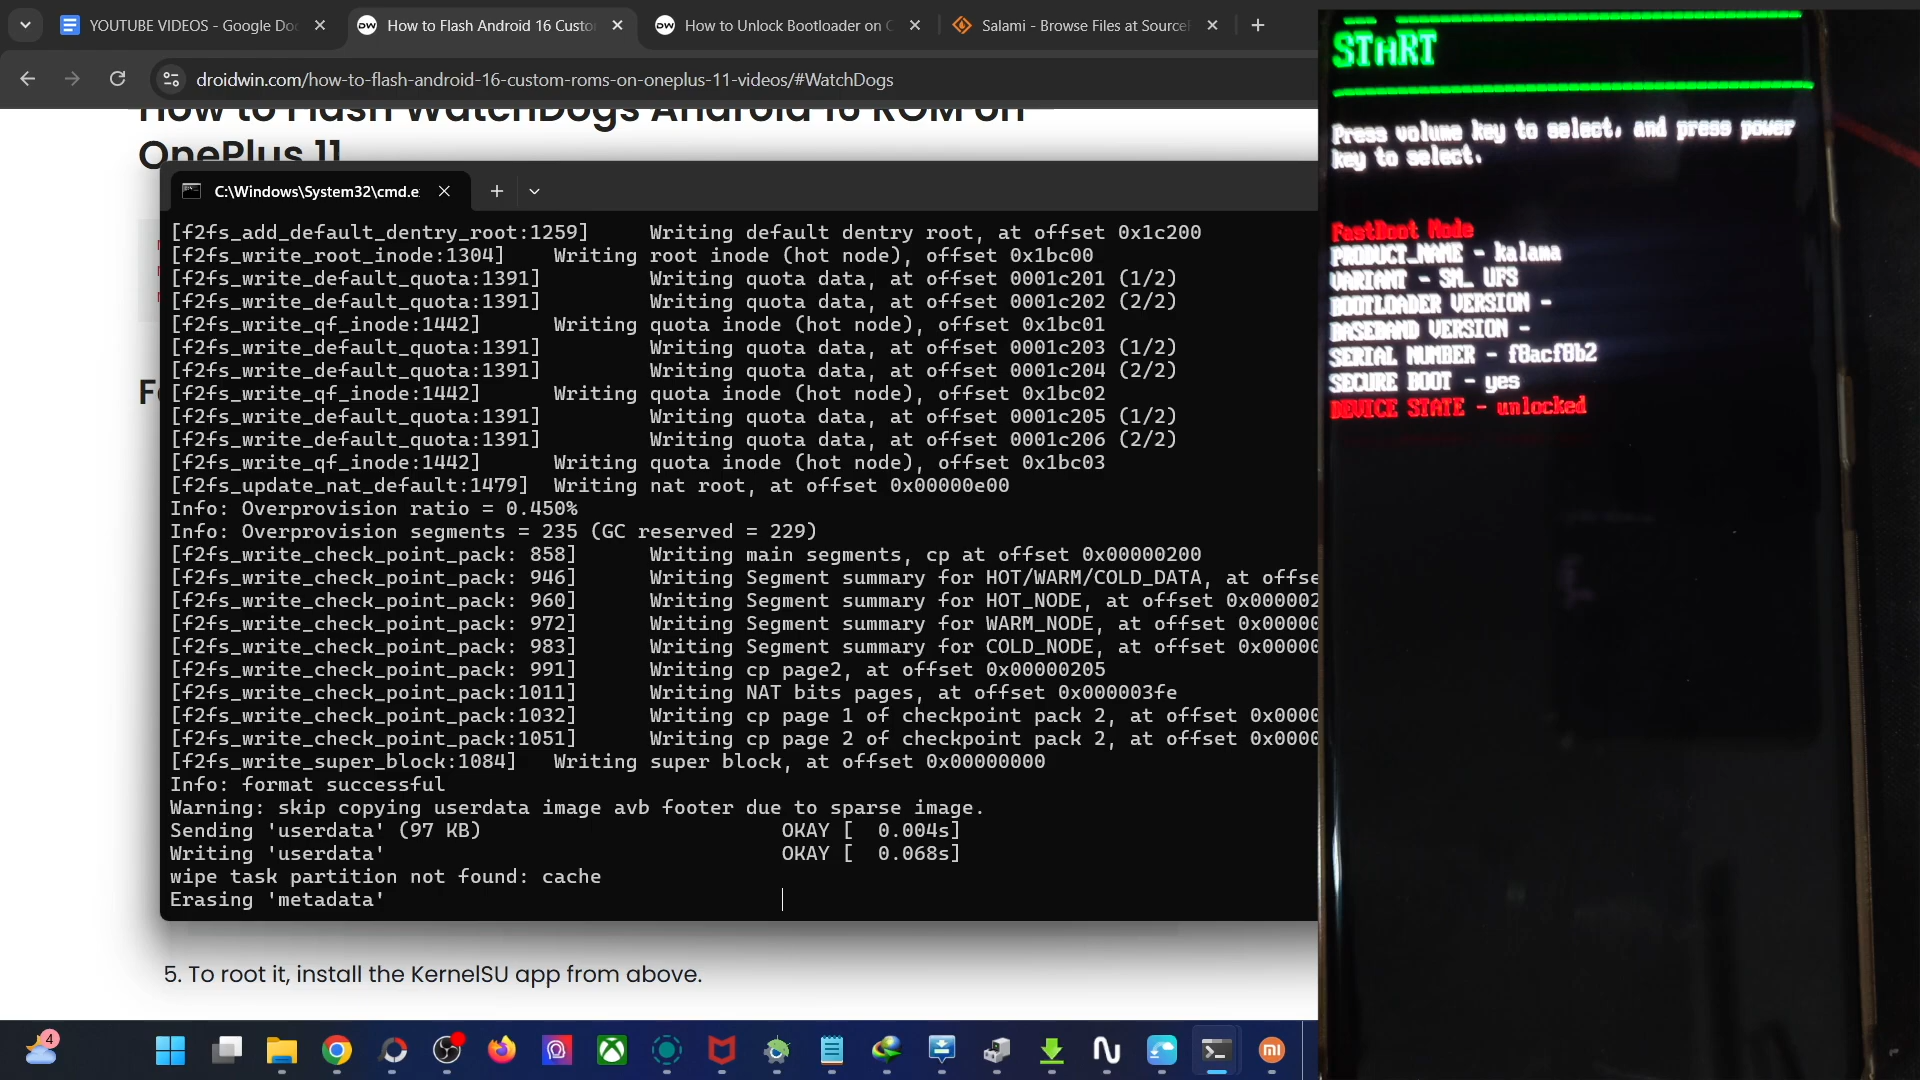 YOUTUBE VIDEOS - Google Do
How to Flash Android 16 Custo
How to Unlock Bootloader on
Salami - Browse Files at Source
droidwin.com/how-to-flash-android-16-custom-roms-on-oneplus-11-videos/#WatchDogs
How to Flash WatchDogs Android 16 ROM on
OnePlus 11
C:\Windows\System32\cmd.e
[f2fs_add_default_dentry_root:1259] Writing default dentry root, at offset 0x1c200
[f2fs_write_root_inode:1304] Writing root inode (hot node), offset 0x1bc00
[f2fs_write_default_quota:1391] Writing quota data, at offset 0001c201 (1/2)
[f2fs_write_default_quota:1391] Writing quota data, at offset 0001c202 (2/2)
[f2fs_write_qf_inode:1442] Writing quota inode (hot node), offset 0x1bc01
[f2fs_write_default_quota:1391] Writing quota data, at offset 0001c203 (1/2)
[f2fs_write_default_quota:1391] Writing quota data, at offset 0001c204 (2/2)
[f2fs_write_qf_inode:1442] Writing quota inode (hot node), offset 0x1bc02
[f2fs_write_default_quota:1391] Writing quota data, at offset 0001c205 (1/2)
[f2fs_write_default_quota:1391] Writing quota data, at offset 0001c206 (2/2)
[f2fs_write_qf_inode:1442] Writing quota inode (hot node), offset 0x1bc03
[f2fs_update_nat_default:1479] Writing nat root, at offset 0x00000e00
Info: Overprovision ratio = 0.450%
Info: Overprovision segments = 235 (GC reserved = 229)
[f2fs_write_check_point_pack: 858] Writing main segments, cp at offset 0x00000200
[f2fs_write_check_point_pack: 946] Writing Segment summary for HOT/WARM/COLD_DATA, at offse
[f2fs_write_check_point_pack: 960] Writing Segment summary for HOT_NODE, at offset 0x000002
[f2fs_write_check_point_pack: 972] Writing Segment summary for WARM_NODE, at offset 0x00000
[f2fs_write_check_point_pack: 983] Writing Segment summary for COLD_NODE, at offset 0x00000
[f2fs_write_check_point_pack: 991] Writing cp page2, at offset 0x00000205
[f2fs_write_check_point_pack:1011] Writing NAT bits pages, at offset 0x000003fe
[f2fs_write_check_point_pack:1032] Writing cp page 1 of checkpoint pack 2, at offset 0x0000
[f2fs_write_check_point_pack:1051] Writing cp page 2 of checkpoint pack 2, at offset 0x0000
[f2fs_write_super_block:1084] Writing super block, at offset 0x00000000
Info: format successful
Warning: skip copying userdata image avb footer due to sparse image.
Sending 'userdata' (97 KB) OKAY [ 0.004s]
Writing 'userdata' OKAY [ 0.068s]
wipe task partition not found: cache
Erasing 'metadata'
5. To root it, install the KernelSU app from above.
4
START
Press volume key to select, and press power
key to select.
FastBoot Mode
PRODUCT_NAME - kalama
VARIANT - SM_ UFS
BOOTLOADER VERSION -
BASEBAND VERSION -
SERIAL NUMBER - f8acf8b2
SECURE BOOT - yes
DEVICE STATE - unlocked